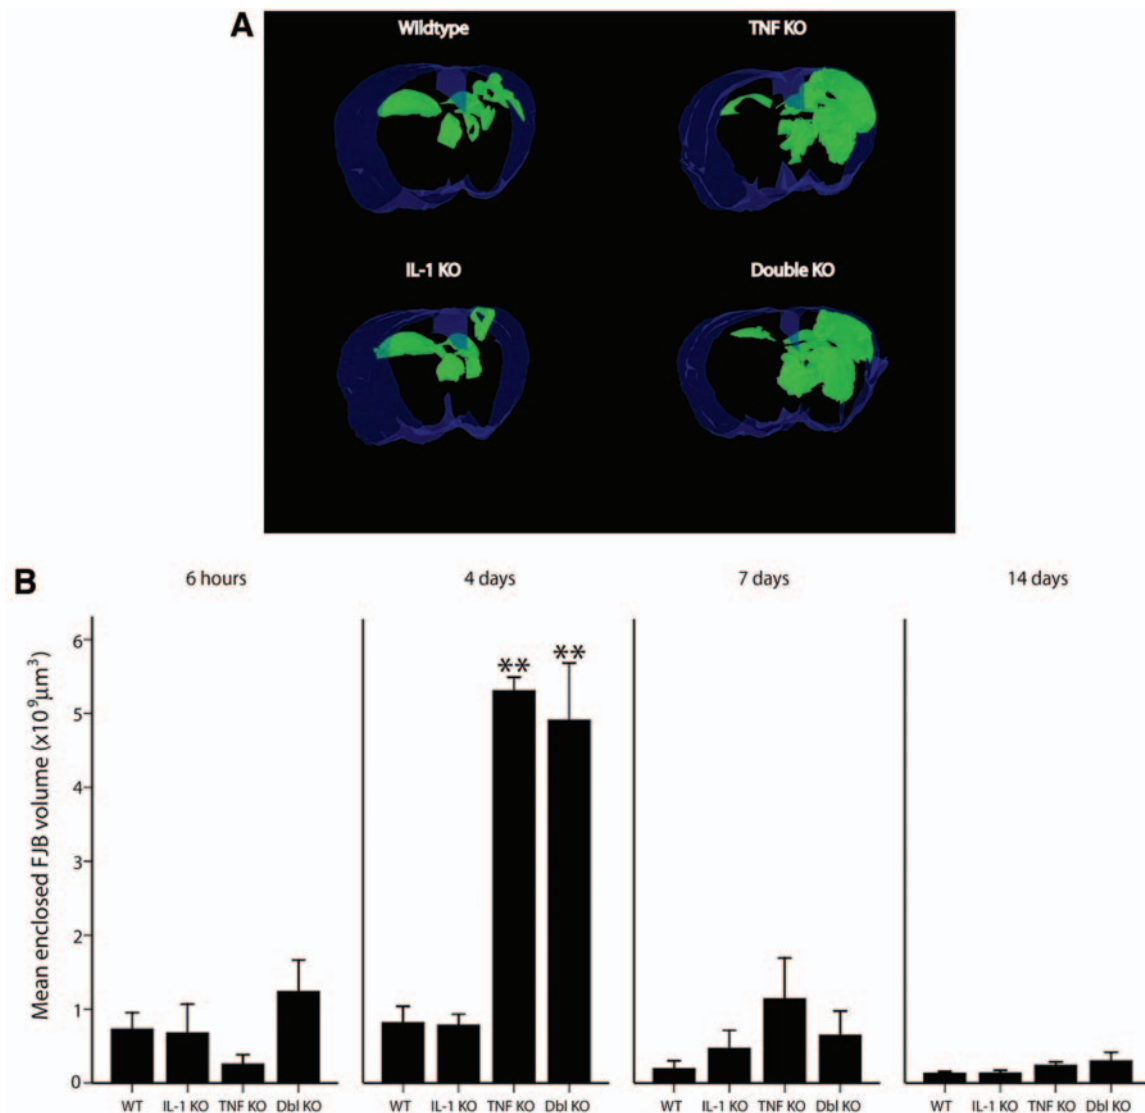 A
Wildtype
TNF KO
IL-1 KO
Double KO
B
6 hours
4 days
7 days
14 days
Mean enclosed FJB volume (x10⁹μm³)
6
5
4
3
2
1
0
** **
WT IL-1 KO TNF KO Dbl KO
WT IL-1 KO TNF KO Dbl KO
WT IL-1 KO TNF KO Dbl KO
WT IL-1 KO TNF KO Dbl KO